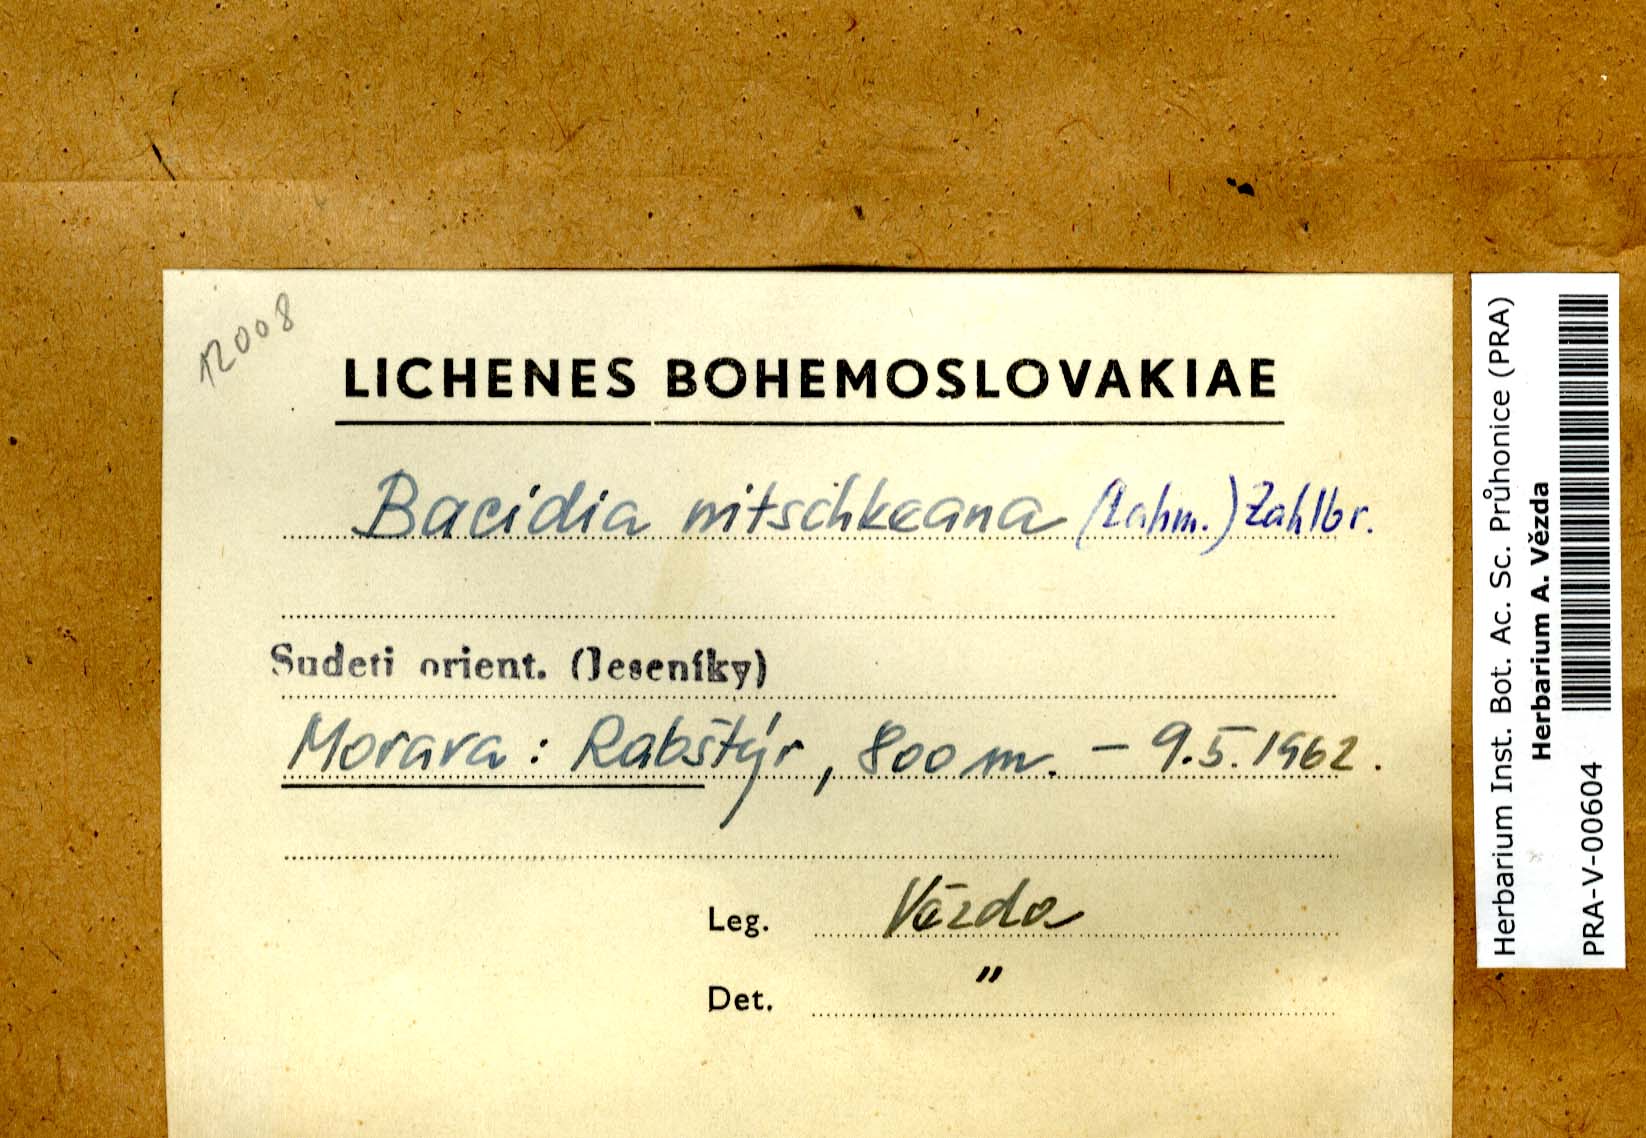 12008
LICHENES BOHEMOSLOVAKIAE
Bacidia nitschkeana (Lahm.) Zahlbr.
Sudeti orient. (Jeseníky)
Morava: Rabštýr, 800 m. – 9.5.1962.
Leg. Vězda
Det. "
Herbarium Inst. Bot. Ac. Sc. Průhonice (PRA)
Herbarium A. Vězda
PRA-V-00604